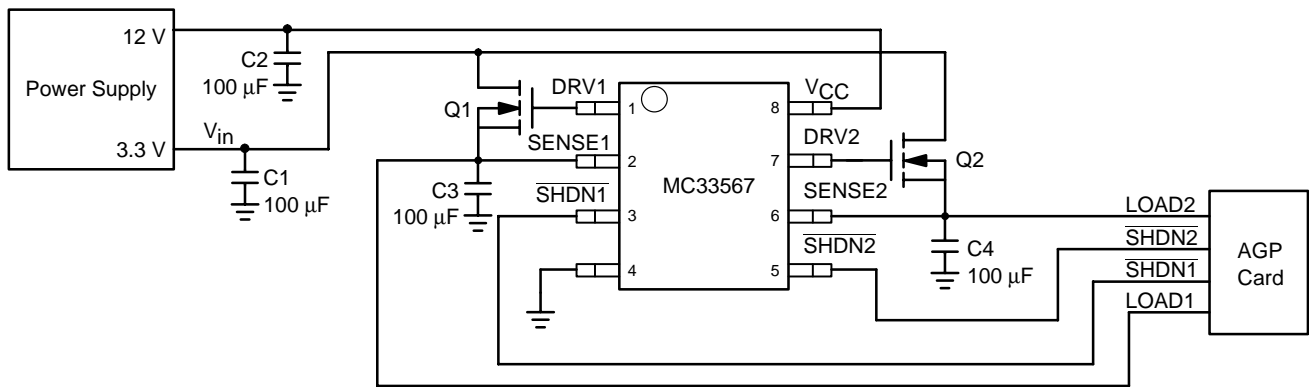 12 V
C2
100 μF
Power Supply
Vin
3.3 V
C1
100 μF
Q1
DRV1
SENSE1
C3
100 μF
SHDN1
1
2
3
4
MC33567
8
7
6
5
VCC
DRV2
Q2
SENSE2
SHDN2
C4
100 μF
LOAD2
SHDN2
SHDN1
LOAD1
AGP
Card